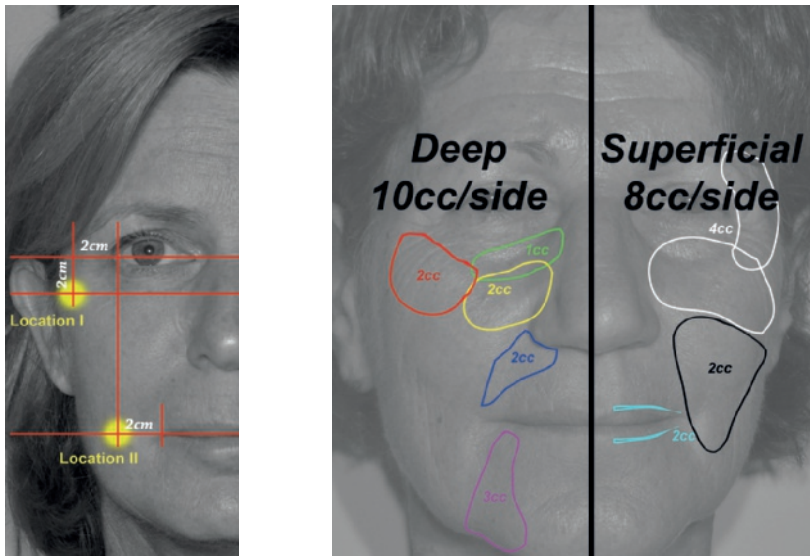 2cm
2cm
Location I
2cm
Location II
Deep
10cc/side
Superficial
8cc/side
4cc
1cc
2cc
2cc
2cc
2cc
2cc
3cc